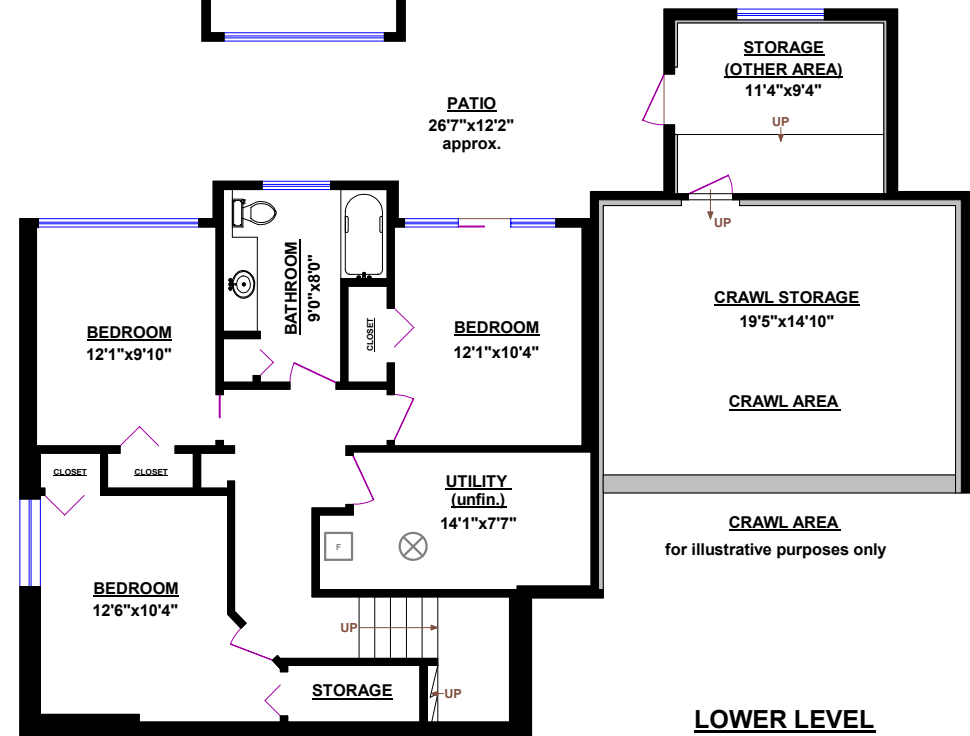 STORAGE
(OTHER AREA)
11'4"x9'4"
UP
PATIO
26'7"x12'2"
approx.
UP
BATHROOM
9'0"x8'0"
CLOSET
BEDROOM
12'1"x9'10"
BEDROOM
12'1"x10'4"
CRAWL STORAGE
19'5"x14'10"
CRAWL AREA
CLOSET
CLOSET
UTILITY
(unfin.)
14'1"x7'7"
F
CRAWL AREA
for illustrative purposes only
BEDROOM
12'6"x10'4"
UP
STORAGE
UP
LOWER LEVEL